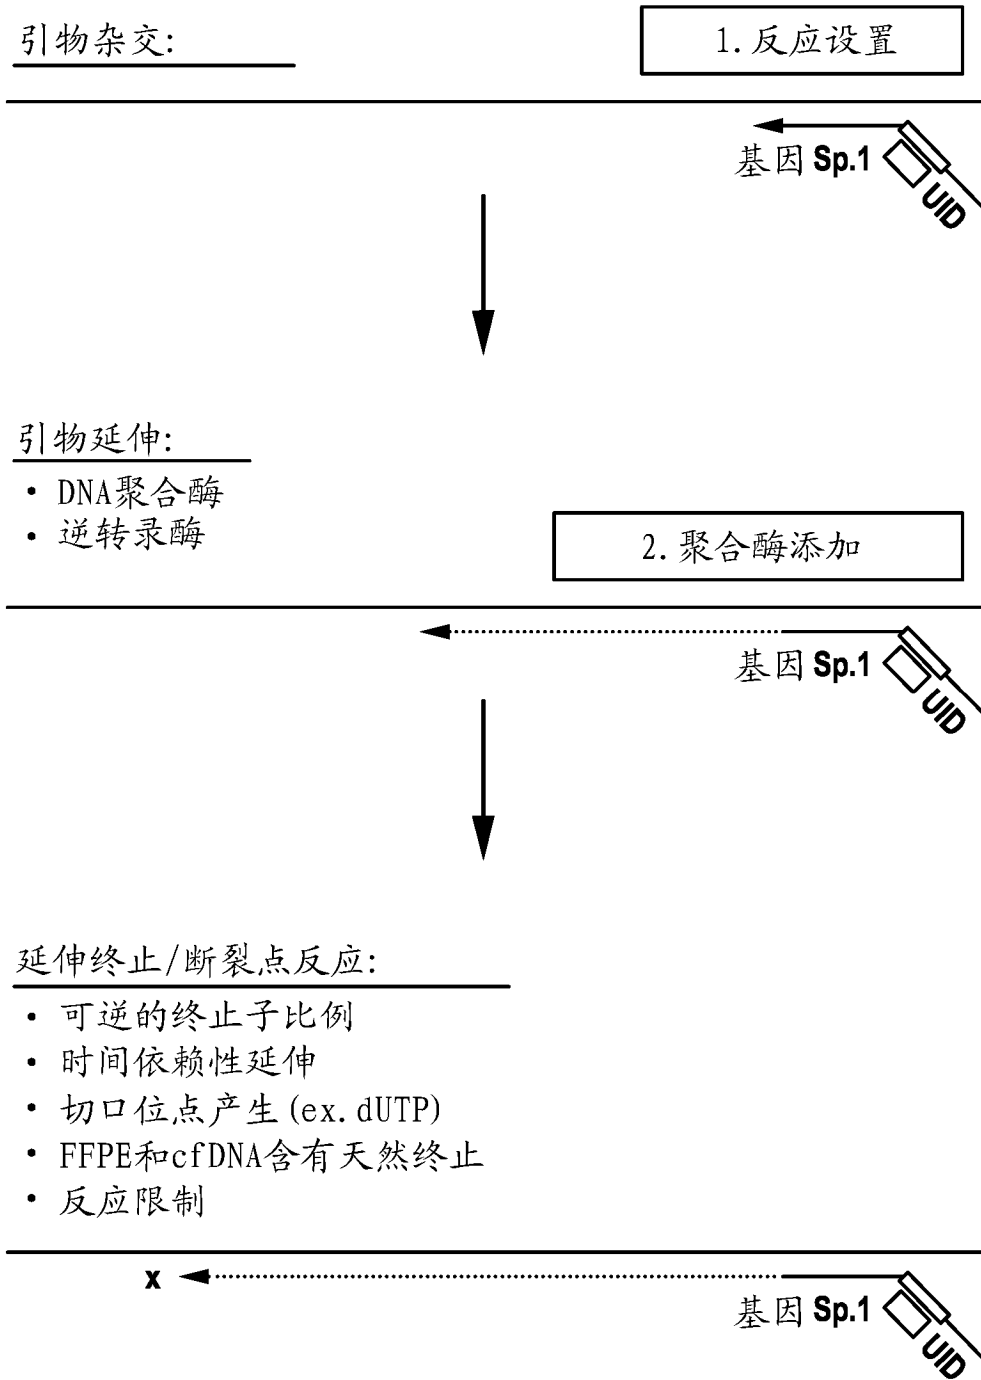 引物杂交:
1. 反应设置
基因 Sp.1
UID
引物延伸:
· DNA聚合酶
· 逆转录酶
2. 聚合酶添加
基因 Sp.1
UID
延伸终止/断裂点反应:
· 可逆的终止子比例
· 时间依赖性延伸
· 切口位点产生(ex.dUTP)
· FFPE和cfDNA含有天然终止
· 反应限制
x
基因 Sp.1
UID